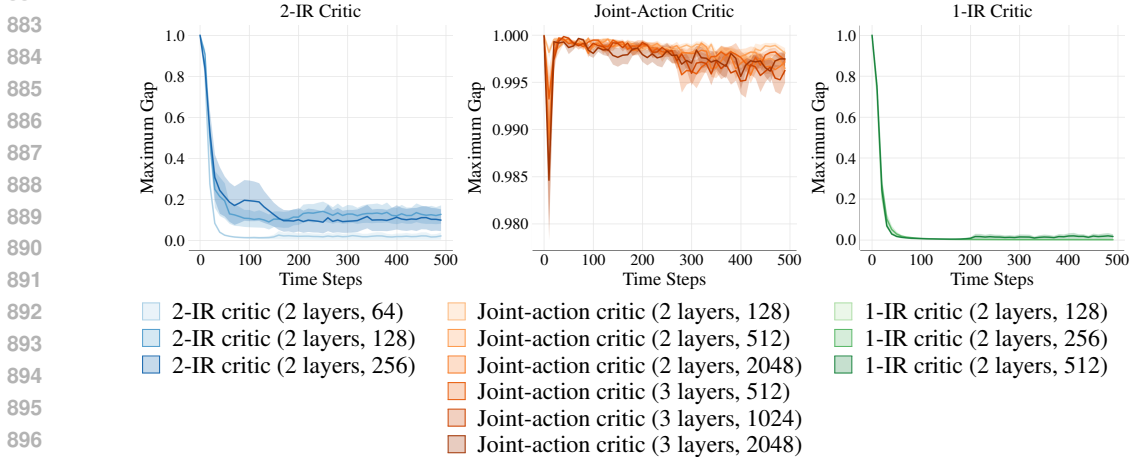 883
884
885
886
887
888
889
890
891
892
893
894
895
896
2-IR Critic
Maximum Gap
1.0
0.8
0.6
0.4
0.2
0.0
0 100 200 300 400 500
Time Steps
Joint-Action Critic
Maximum Gap
1.000
0.995
0.990
0.985
0.980
0 100 200 300 400 500
Time Steps
1-IR Critic
Maximum Gap
1.0
0.8
0.6
0.4
0.2
0.0
0 100 200 300 400 500
Time Steps
2-IR critic (2 layers, 64)
2-IR critic (2 layers, 128)
2-IR critic (2 layers, 256)
Joint-action critic (2 layers, 128)
Joint-action critic (2 layers, 512)
Joint-action critic (2 layers, 2048)
Joint-action critic (3 layers, 512)
Joint-action critic (3 layers, 1024)
Joint-action critic (3 layers, 2048)
1-IR critic (2 layers, 128)
1-IR critic (2 layers, 256)
1-IR critic (2 layers, 512)